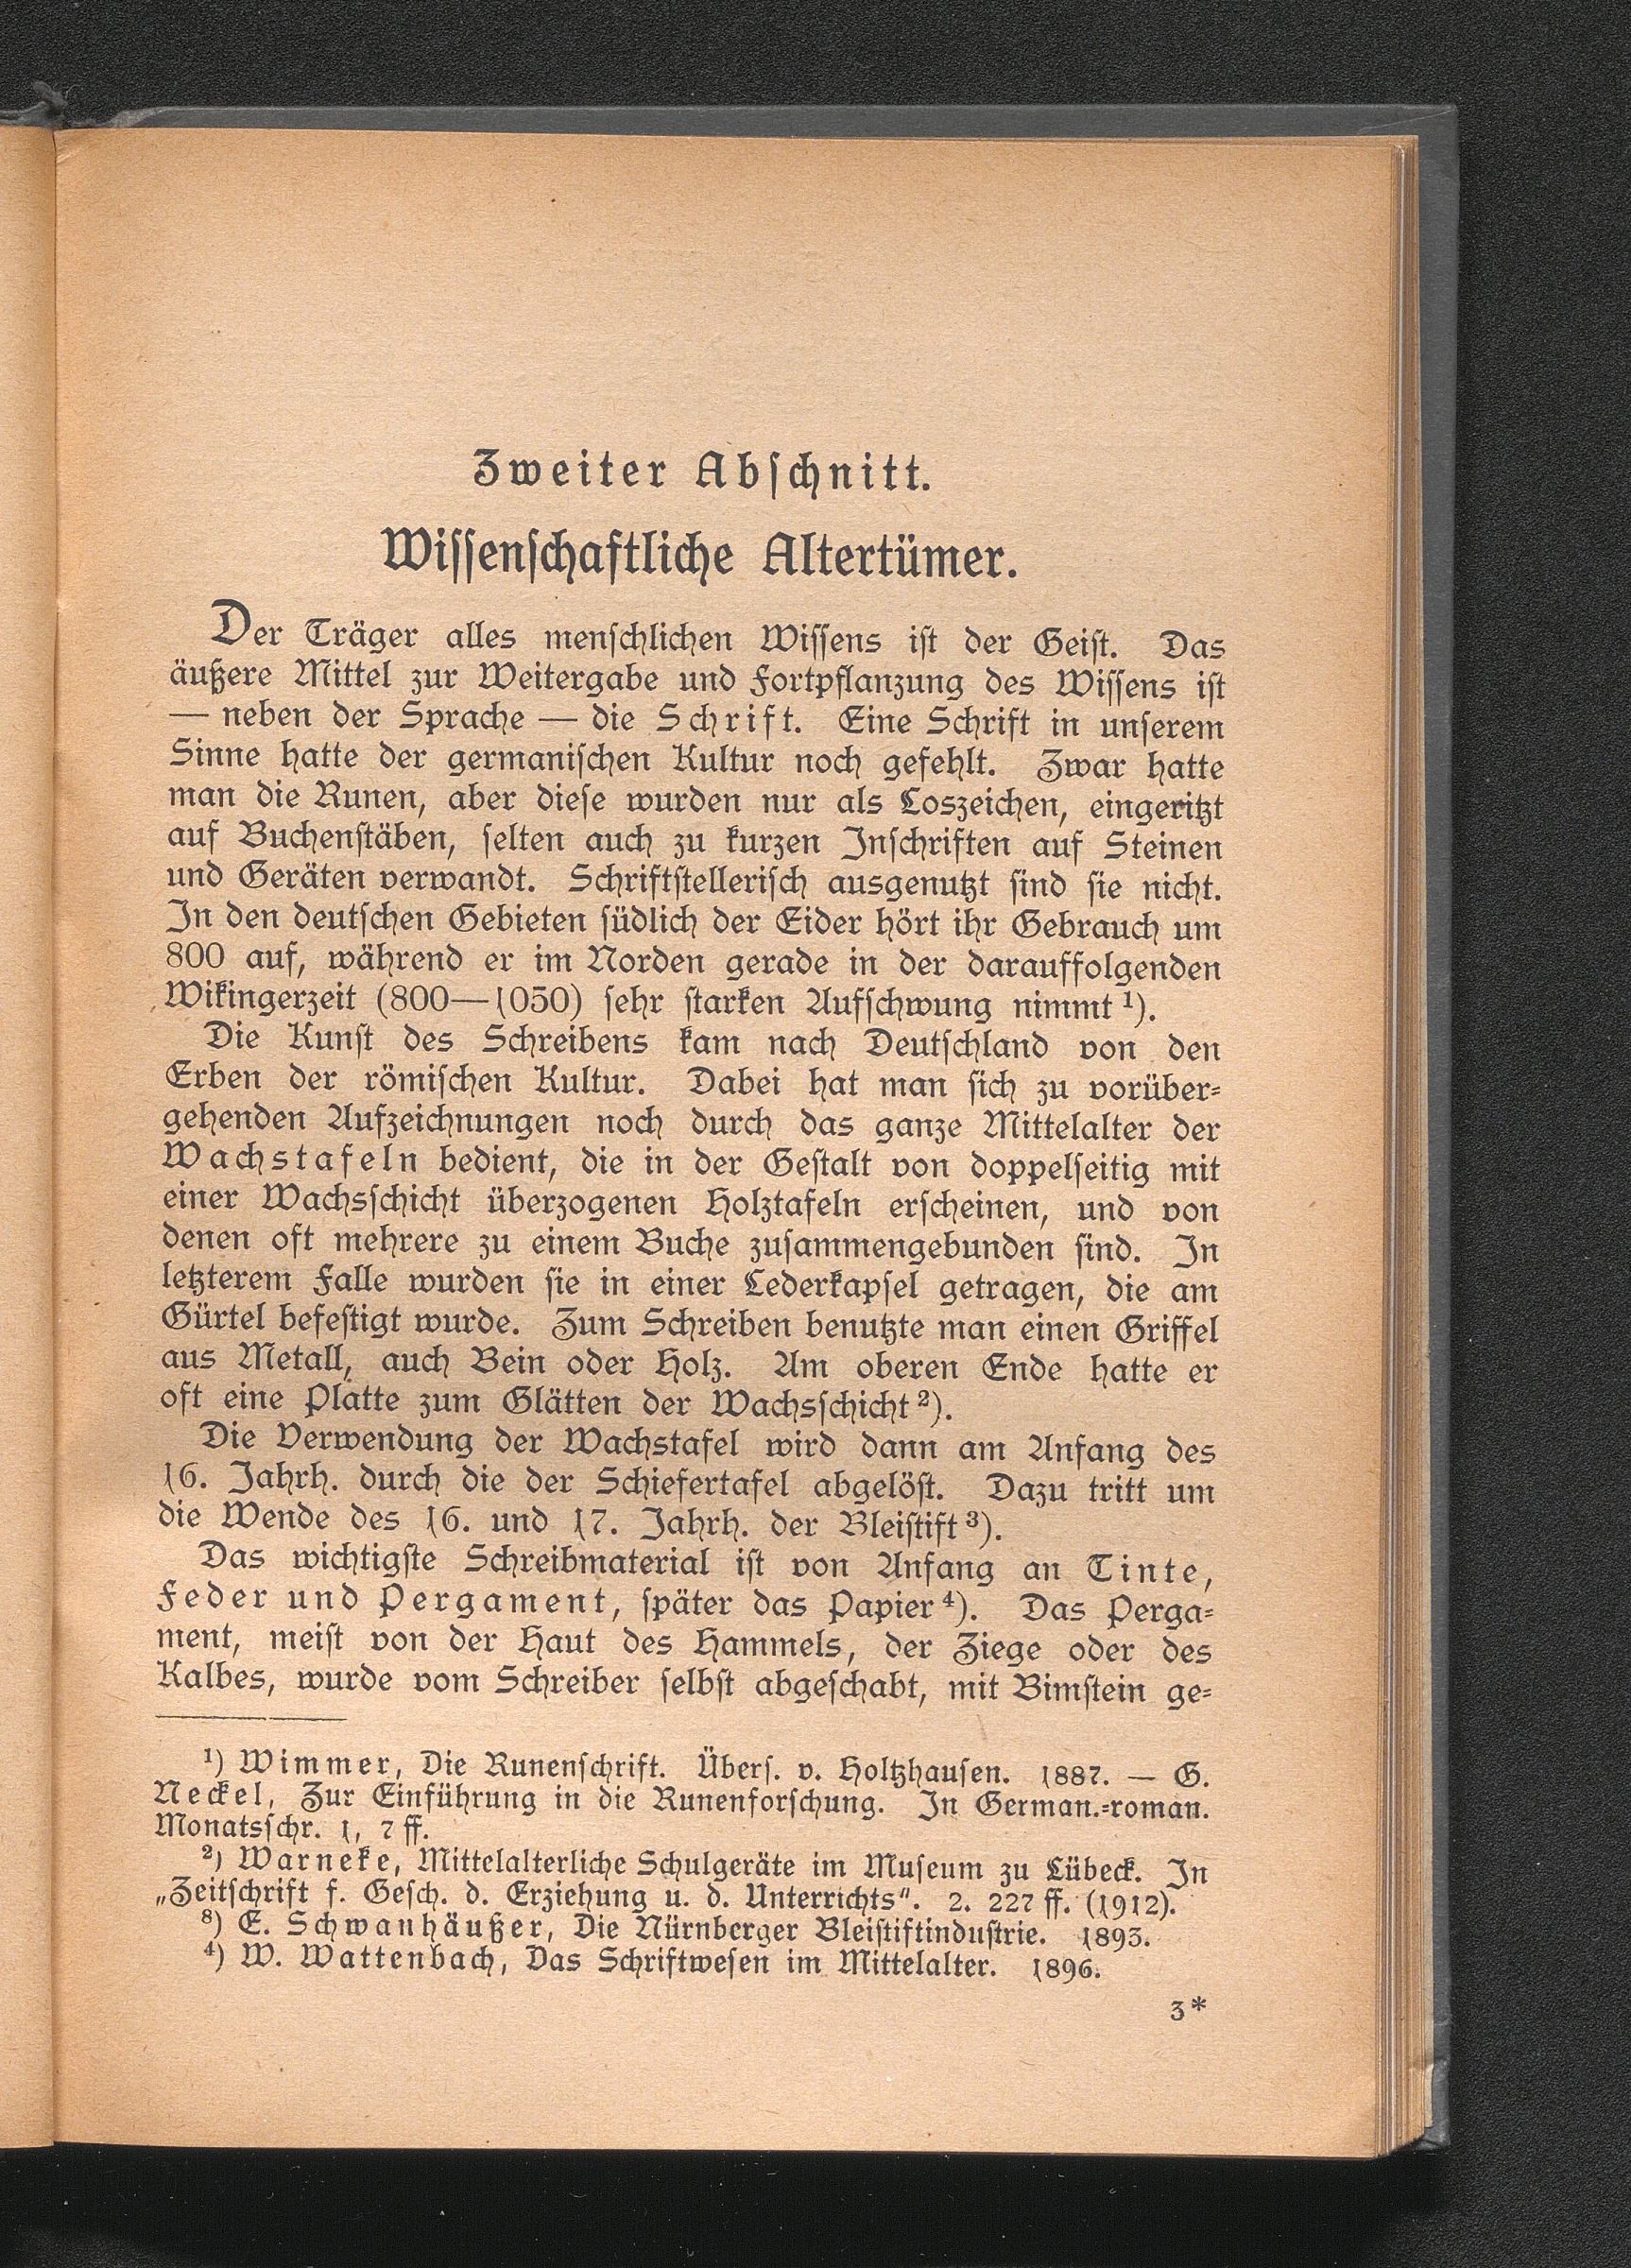 Zweiter Abschnitt.
Wissenschaftliche Altertümer.
Der Träger alles menschlichen Wissens ist der Geist. Das
äußere Mittel zur Weitergabe und Fortpflanzung des Wissens ist
— neben der Sprache — die Schrift. Eine Schrift in unserem
Sinne hatte der germanischen Kultur noch gefehlt. Zwar hatte
man die Runen, aber diese wurden nur als Loszeichen, eingeritzt
auf Buchenstäben, selten auch zu kurzen Inschriften auf Steinen
und Geräten verwandt. Schriftstellerisch ausgenutzt sind sie nicht.
In den deutschen Gebieten südlich der Eider hört ihr Gebrauch um
800 auf, während er im Norden gerade in der darauffolgenden
Wikingerzeit (800—1050) sehr starken Aufschwung nimmt ¹).
Die Kunst des Schreibens kam nach Deutschland von den
Erben der römischen Kultur. Dabei hat man sich zu vorüber-
gehenden Aufzeichnungen noch durch das ganze Mittelalter der
Wachstafeln bedient, die in der Gestalt von doppelseitig mit
einer Wachsschicht überzogenen Holztafeln erscheinen, und von
denen oft mehrere zu einem Buche zusammengebunden sind. In
letzterem Falle wurden sie in einer Lederkapsel getragen, die am
Gürtel befestigt wurde. Zum Schreiben benutzte man einen Griffel
aus Metall, auch Bein oder Holz. Am oberen Ende hatte er
oft eine Platte zum Glätten der Wachsschicht ²).
Die Verwendung der Wachstafel wird dann am Anfang des
16. Jahrh. durch die der Schiefertafel abgelöst. Dazu tritt um
die Wende des 16. und 17. Jahrh. der Bleistift ³).
Das wichtigste Schreibmaterial ist von Anfang an Tinte,
Feder und Pergament, später das Papier ⁴). Das Perga-
ment, meist von der Haut des Hammels, der Ziege oder des
Kalbes, wurde vom Schreiber selbst abgeschabt, mit Bimstein ge-
¹) Wimmer, Die Runenschrift. Übers. v. Holtzhausen. 1887. — G.
Neckel, Zur Einführung in die Runenforschung. In German.-roman.
Monatsschr. 1, 7 ff.
²) Warneke, Mittelalterliche Schulgeräte im Museum zu Lübeck. In
„Zeitschrift f. Gesch. d. Erziehung u. d. Unterrichts". 2. 227 ff. (1912).
³) E. Schwanhäußer, Die Nürnberger Bleistiftindustrie. 1893.
⁴) W. Wattenbach, Das Schriftwesen im Mittelalter. 1896.
3*